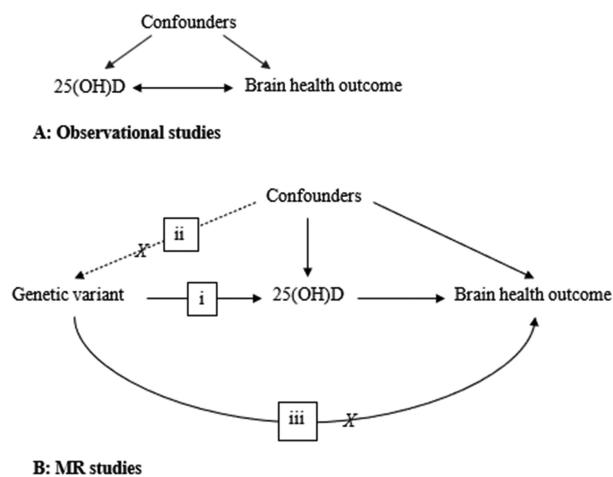 Confounders
25(OH)D Brain health outcome
A: Observational studies
Confounders
ii
X
Genetic variant i 25(OH)D Brain health outcome
iii X
B: MR studies